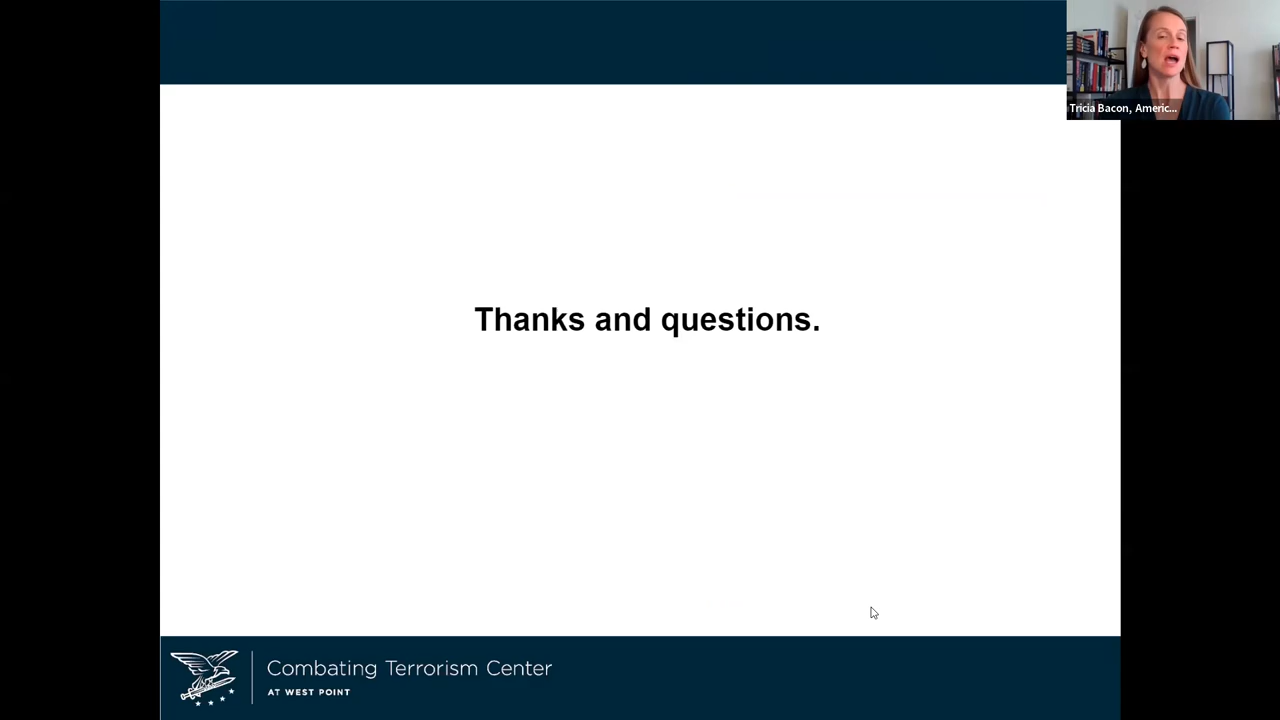 Tricia Bacon, Americ...
Thanks and questions.
Combating Terrorism Center
AT WEST POINT